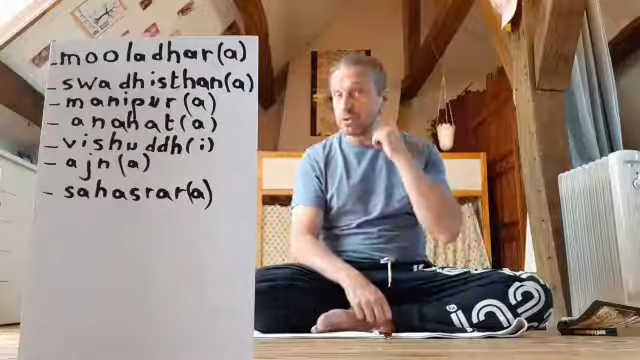 - mooladhar(a)
- swadhisthan(a)
- manipur(a)
- anahat(a)
- vishuddh(i)
- ajn(a)
- sahasrar(a)